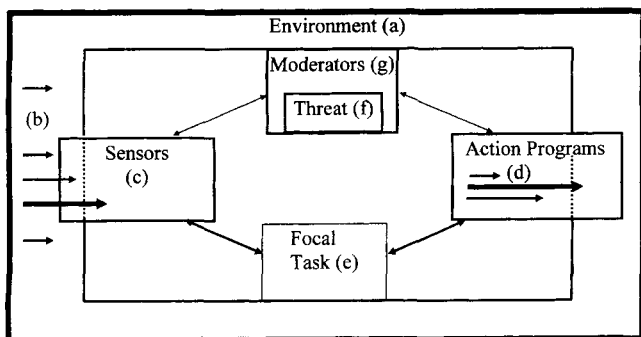 Environment (a)
Moderators (g)
Threat (f)
(b)
Sensors
(c)
Action Programs
(d)
Focal
Task (e)